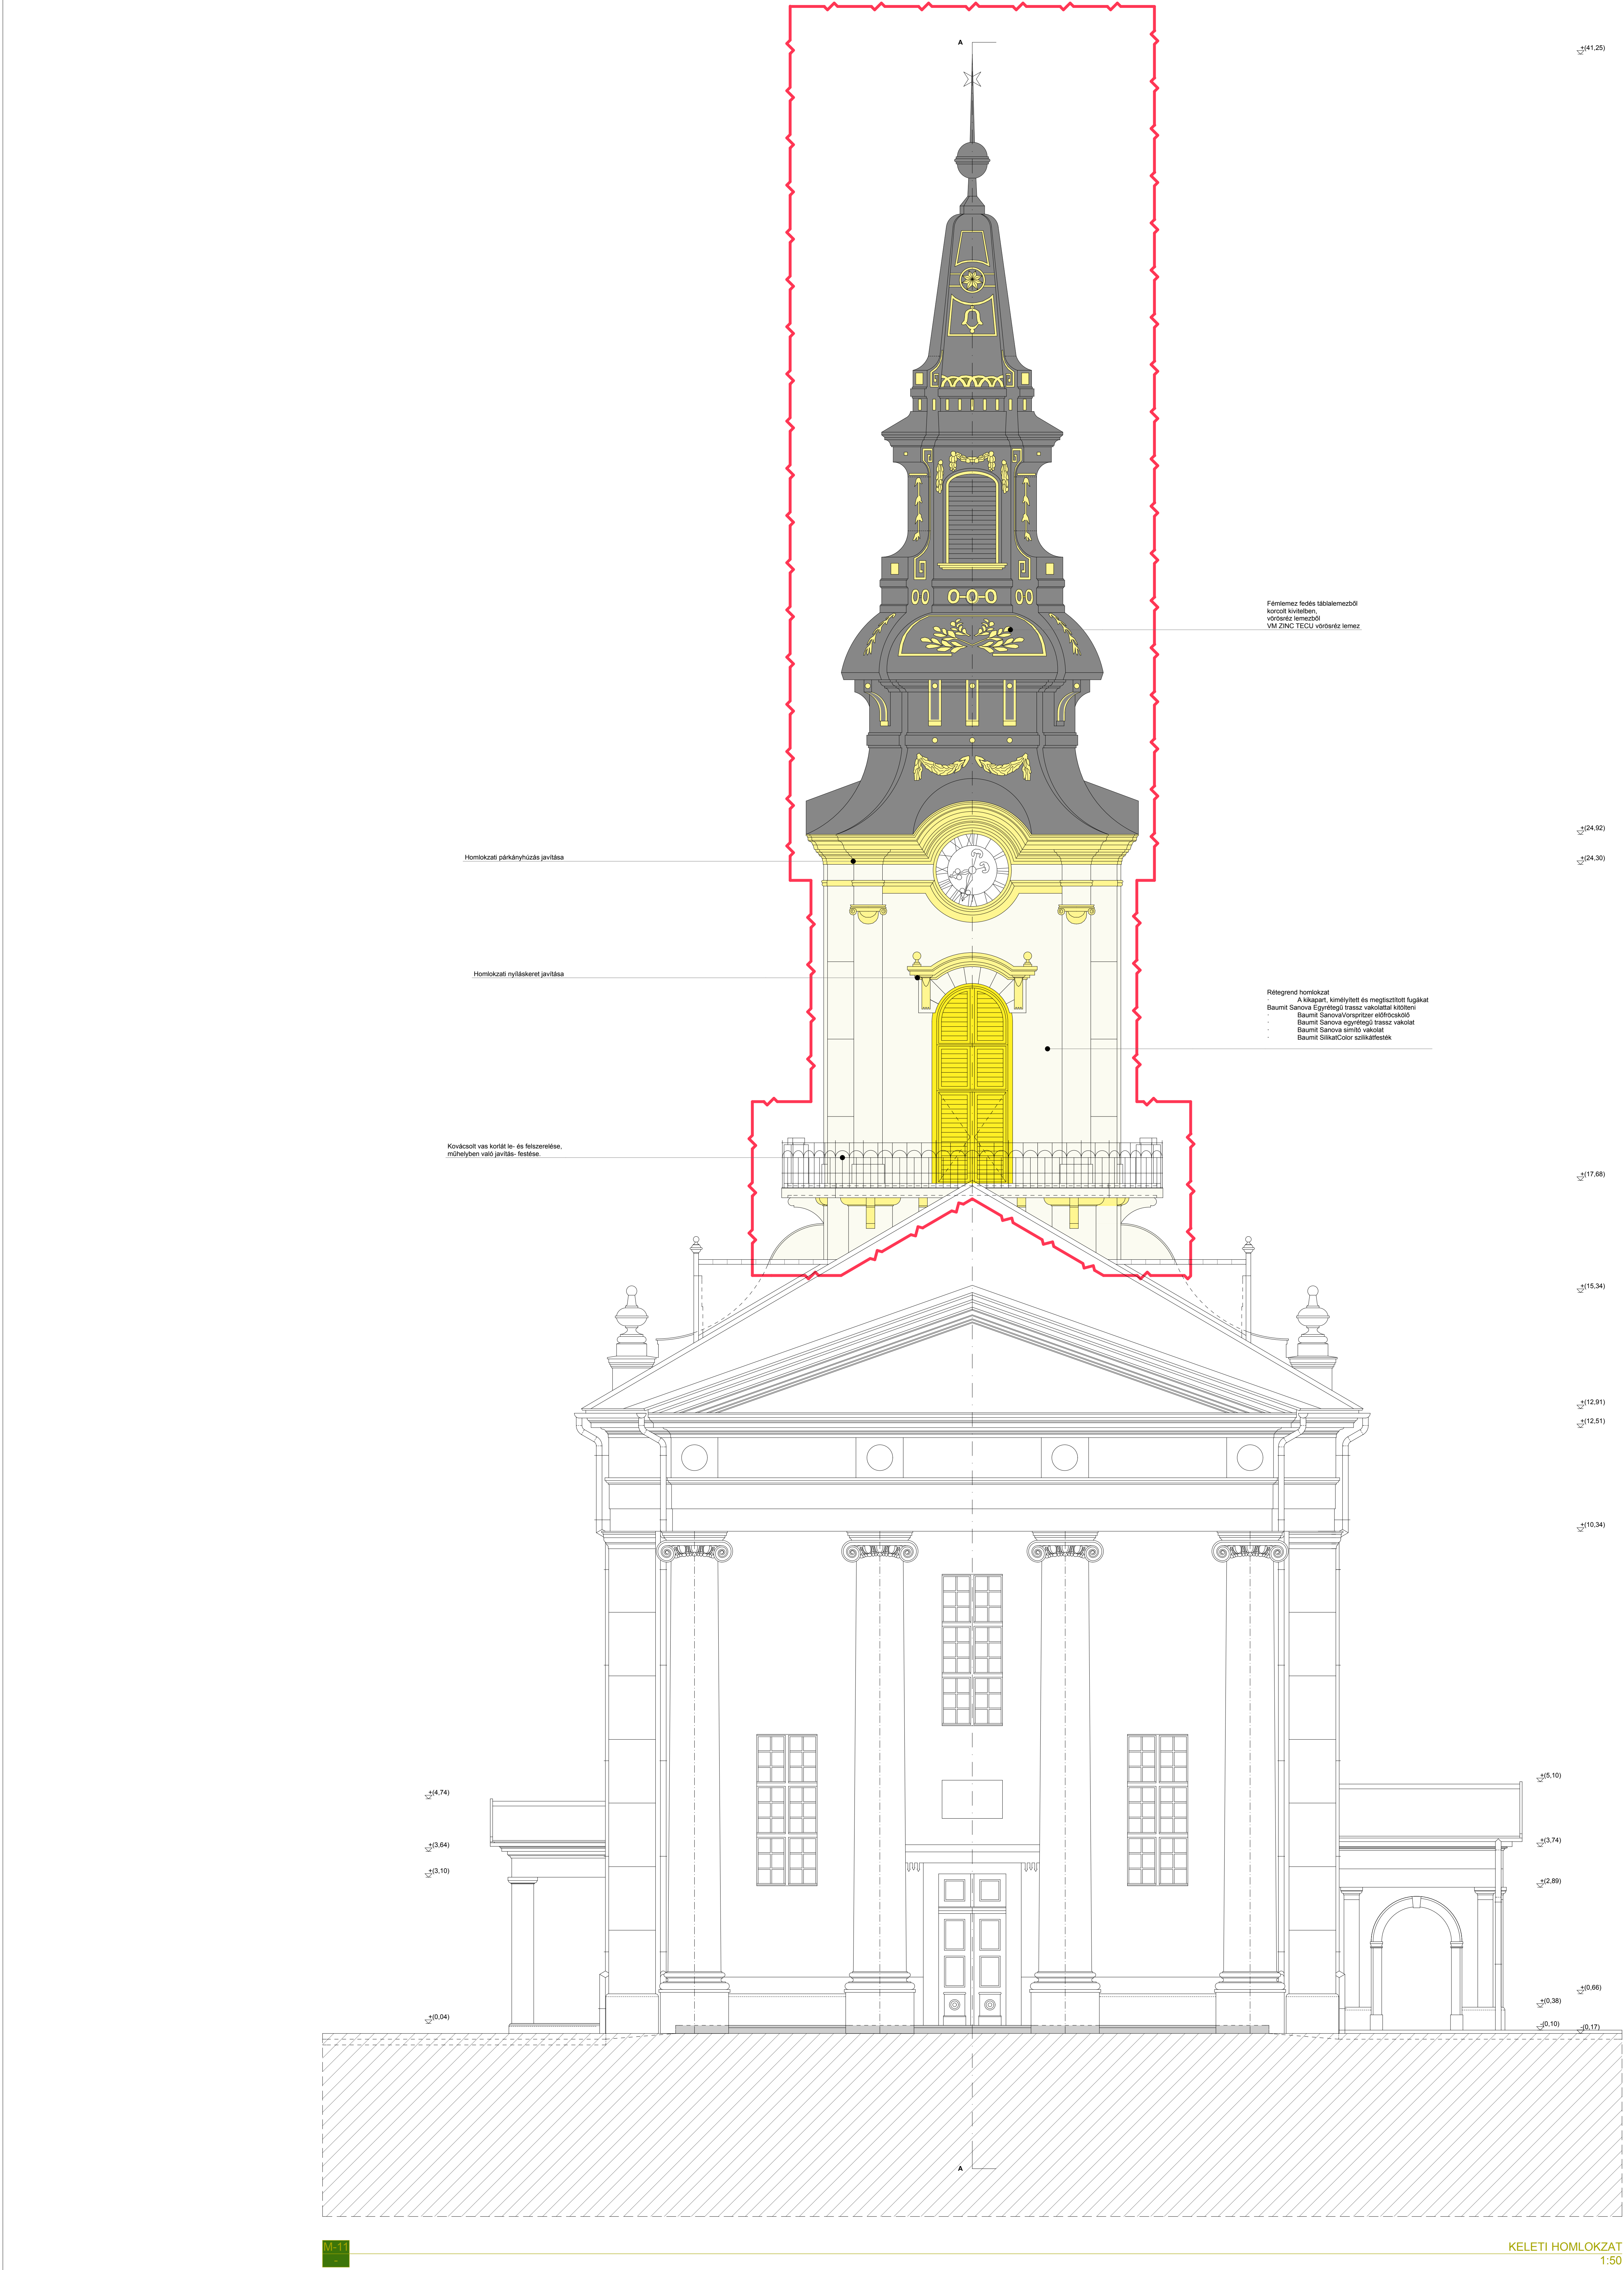 A
+(41,25)
Fémlemez fedés táblalemezből
korcolt kivitelben,
vörösréz lemezből
VM ZINC TECU vörösréz lemez
+(24,92)
Homlokzati párkányhúzás javítása
+(24,30)
Homlokzati nyíláskeret javítása
Rétegrend homlokzat
· A kikapart, kimélyített és megtisztított fugákat
Baumit Sanova Egyrétegű trassz vakolattal kitölteni
· Baumit SanovaVorspritzer előfröcskölő
· Baumit Sanova egyrétegű trassz vakolat
· Baumit Sanova simító vakolat
· Baumit SilikatColor szilikátfesték
Kovácsolt vas korlát le- és felszerelése,
műhelyben való javítás- festése.
+(17,68)
+(15,34)
+(12,91)
+(12,51)
+(10,34)
+(5,10)
+(4,74)
+(3,74)
+(3,64)
+(3,10)
+(2,89)
+(0,66)
+(0,38)
+(0,04)
-(0,10)
-(0,17)
A
M-11
-
KELETI HOMLOKZAT
1:50